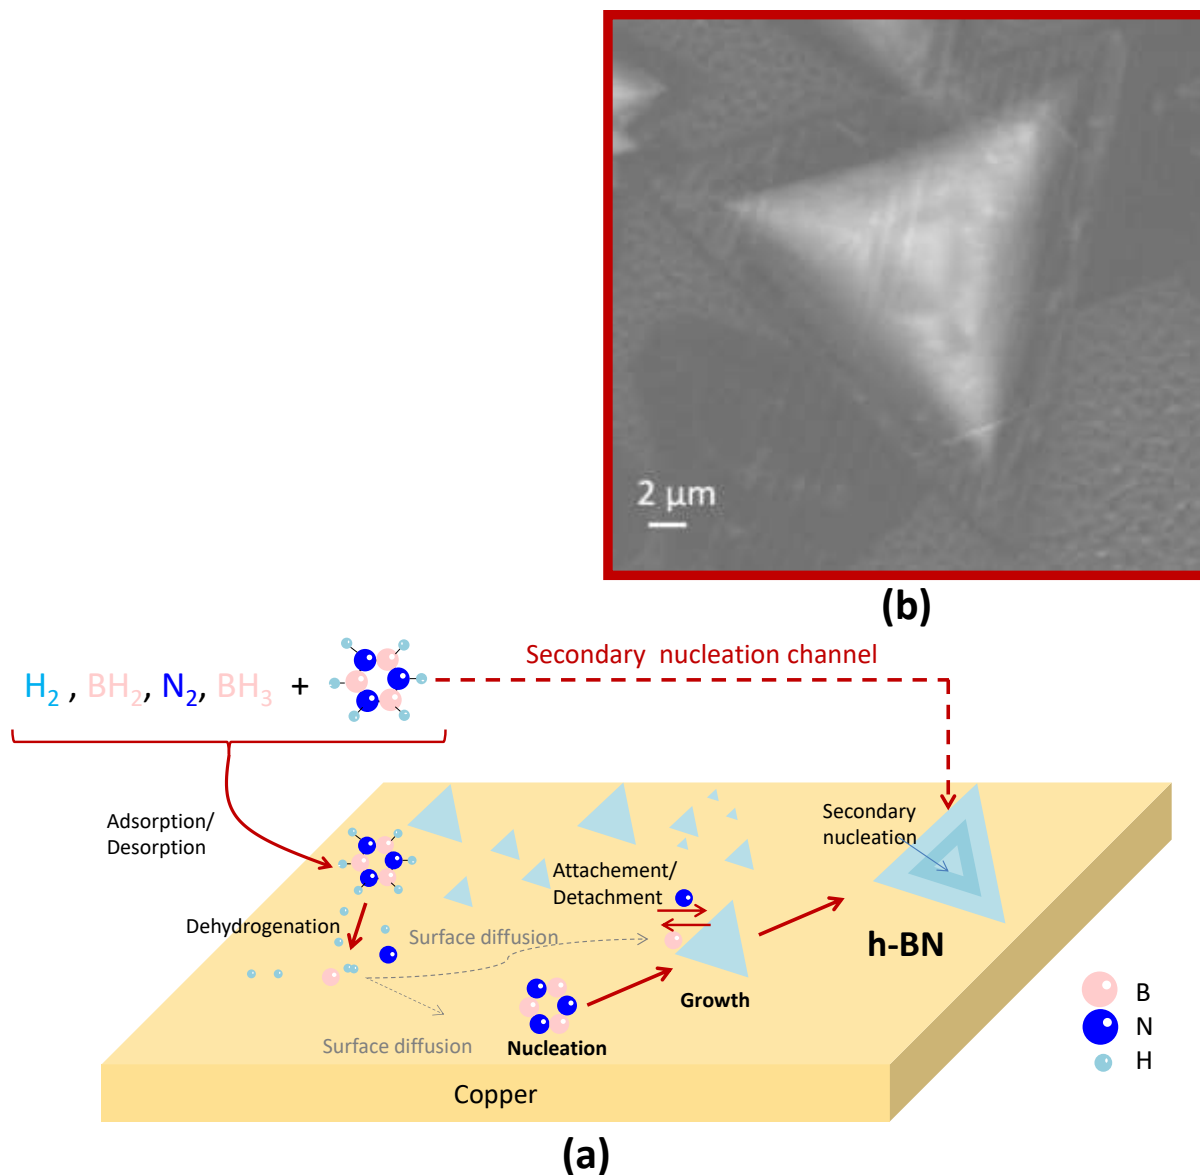 2 μm
(b)
Secondary nucleation channel
H₂ , BH₂, N₂, BH₃ +
Adsorption/
Desorption
Secondary
nucleation
Attachement/
Detachment
Dehydrogenation
Surface diffusion
h-BN
Growth
Surface diffusion
Nucleation
B
N
H
Copper
(a)